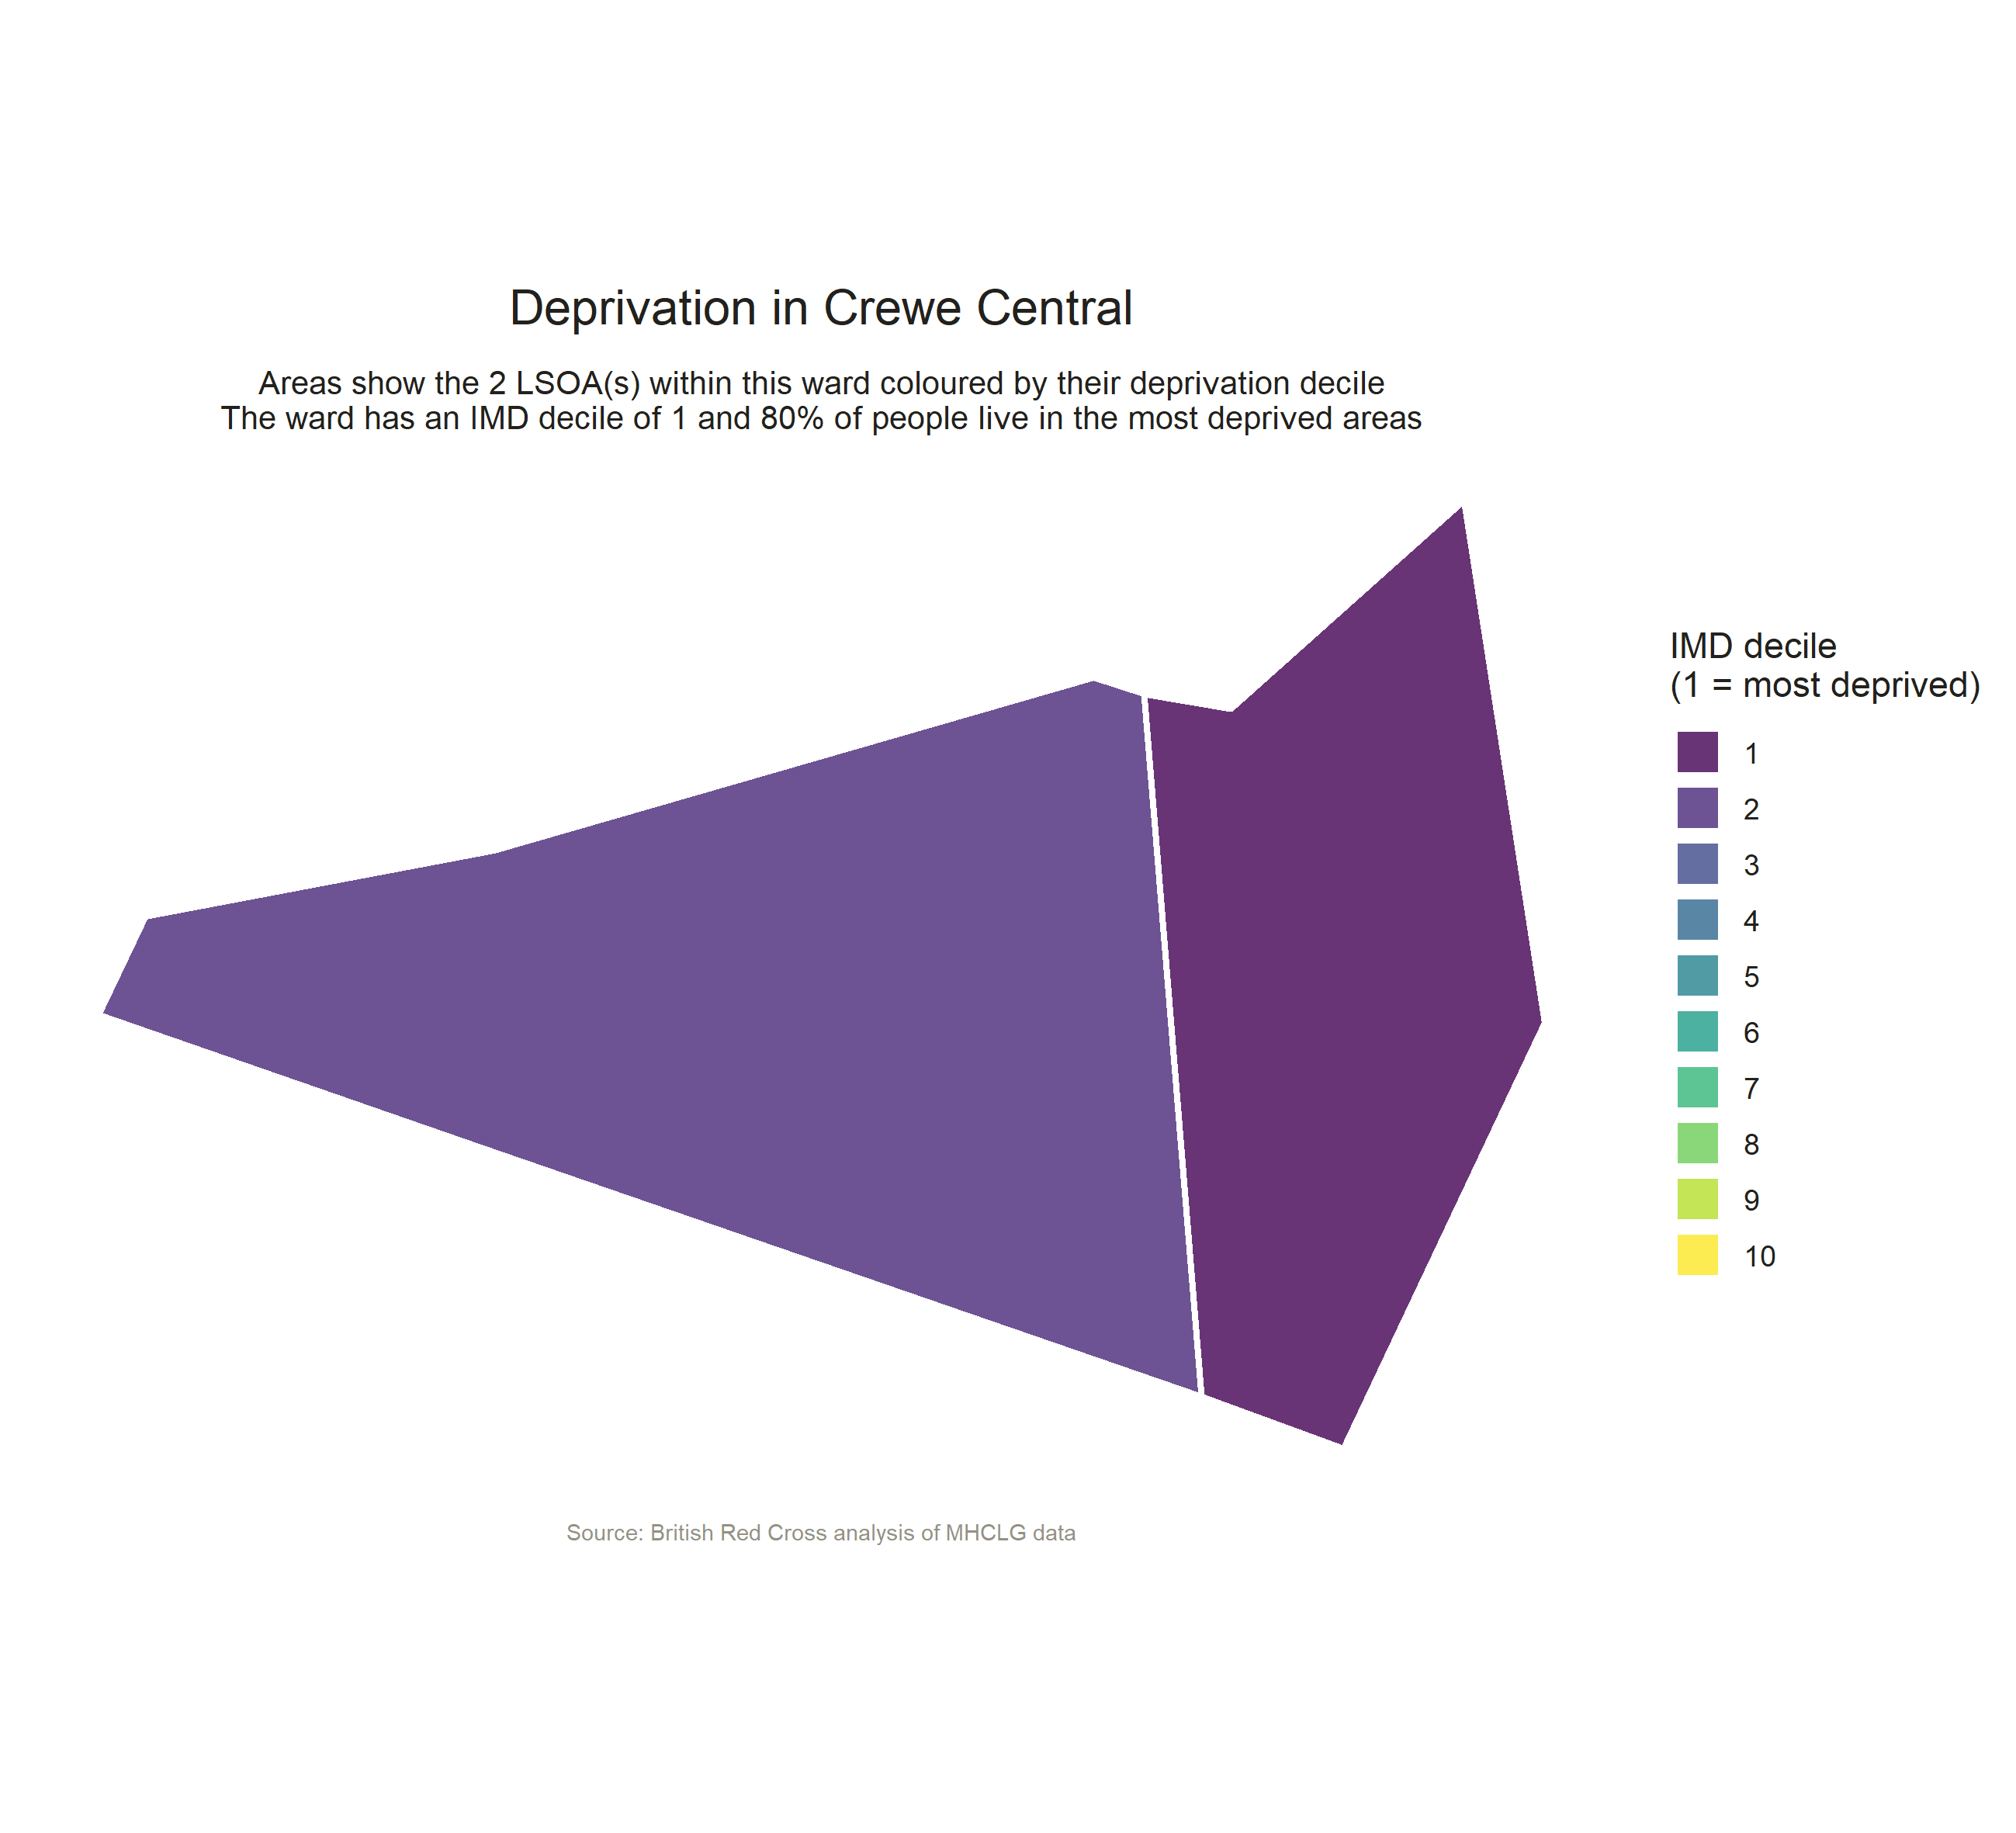 Deprivation in Crewe Central
Areas show the 2 LSOA(s) within this ward coloured by their deprivation decile
The ward has an IMD decile of 1 and 80% of people live in the most deprived areas
IMD decile
(1 = most deprived)
1
2
3
4
5
6
7
8
9
10
Source: British Red Cross analysis of MHCLG data